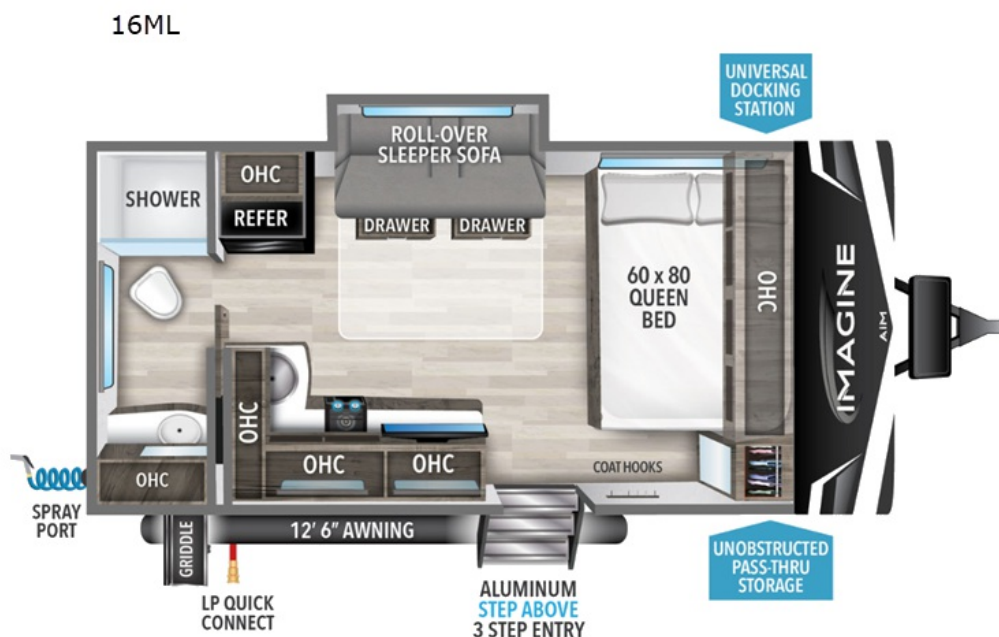 16ML
UNIVERSAL
DOCKING
STATION
ROLL-OVER
SLEEPER SOFA
SHOWER
OHC
REFER
DRAWER
DRAWER
60 x 80
QUEEN
BED
OHC
IMAGINE
AIM
OHC
OHC
OHC
OHC
COAT HOOKS
SPRAY
PORT
GRIDDLE
12' 6" AWNING
LP QUICK
CONNECT
ALUMINUM
STEP ABOVE
3 STEP ENTRY
UNOBSTRUCTED
PASS-THRU
STORAGE